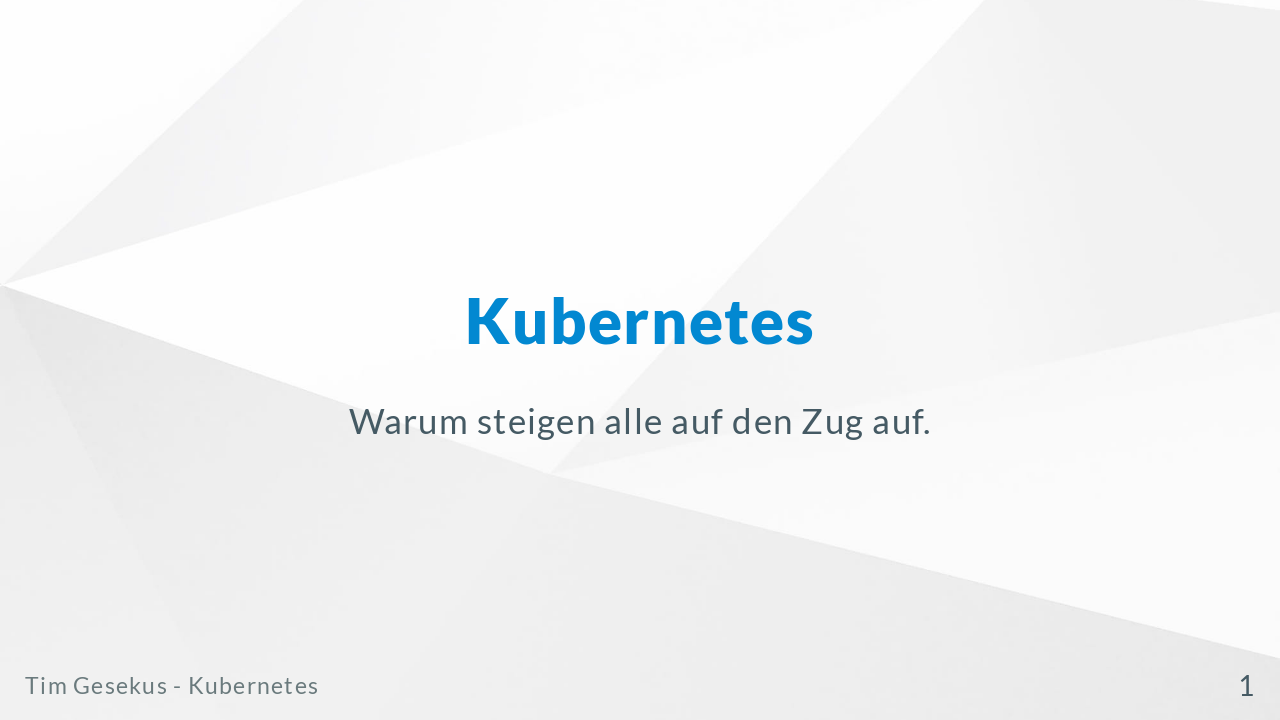 Kubernetes
Warum steigen alle auf den Zug auf.
Tim Gesekus - Kubernetes
1